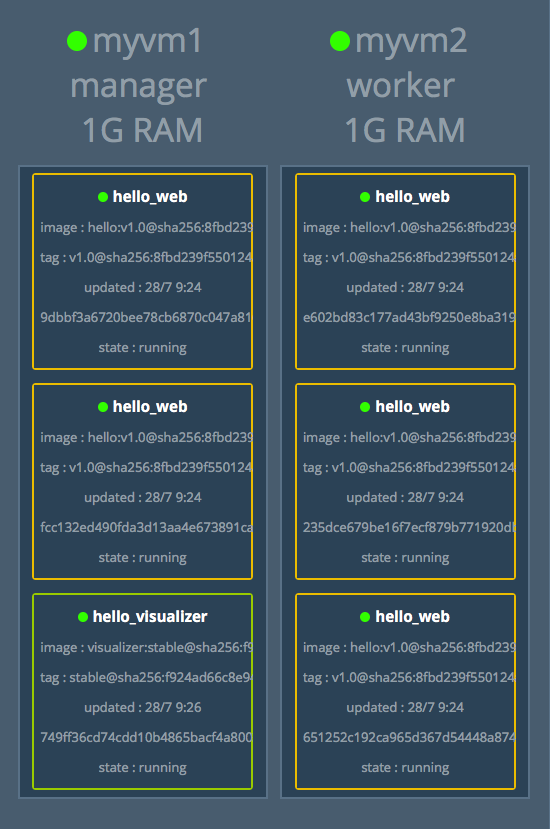 myvm1
manager
1G RAM
hello_web
image : hello:v1.0@sha256:8fbd239
tag : v1.0@sha256:8fbd239f550124
updated : 28/7 9:24
9dbbf3a6720bee78cb6870c047a81
state : running
hello_web
image : hello:v1.0@sha256:8fbd239
tag : v1.0@sha256:8fbd239f550124
updated : 28/7 9:24
fcc132ed490fda3d13aa4e673891ca
state : running
hello_visualizer
image : visualizer:stable@sha256:f9
tag : stable@sha256:f924ad66c8e94
updated : 28/7 9:26
749ff36cd74cdd10b4865bacf4a800
state : running
myvm2
worker
1G RAM
hello_web
image : hello:v1.0@sha256:8fbd239
tag : v1.0@sha256:8fbd239f550124
updated : 28/7 9:24
e602bd83c177ad43bf9250e8ba319
state : running
hello_web
image : hello:v1.0@sha256:8fbd239
tag : v1.0@sha256:8fbd239f550124
updated : 28/7 9:24
235dce679be16f7ecf879b771920db
state : running
hello_web
image : hello:v1.0@sha256:8fbd239
tag : v1.0@sha256:8fbd239f550124
updated : 28/7 9:24
651252c192ca965d367d54448a874
state : running